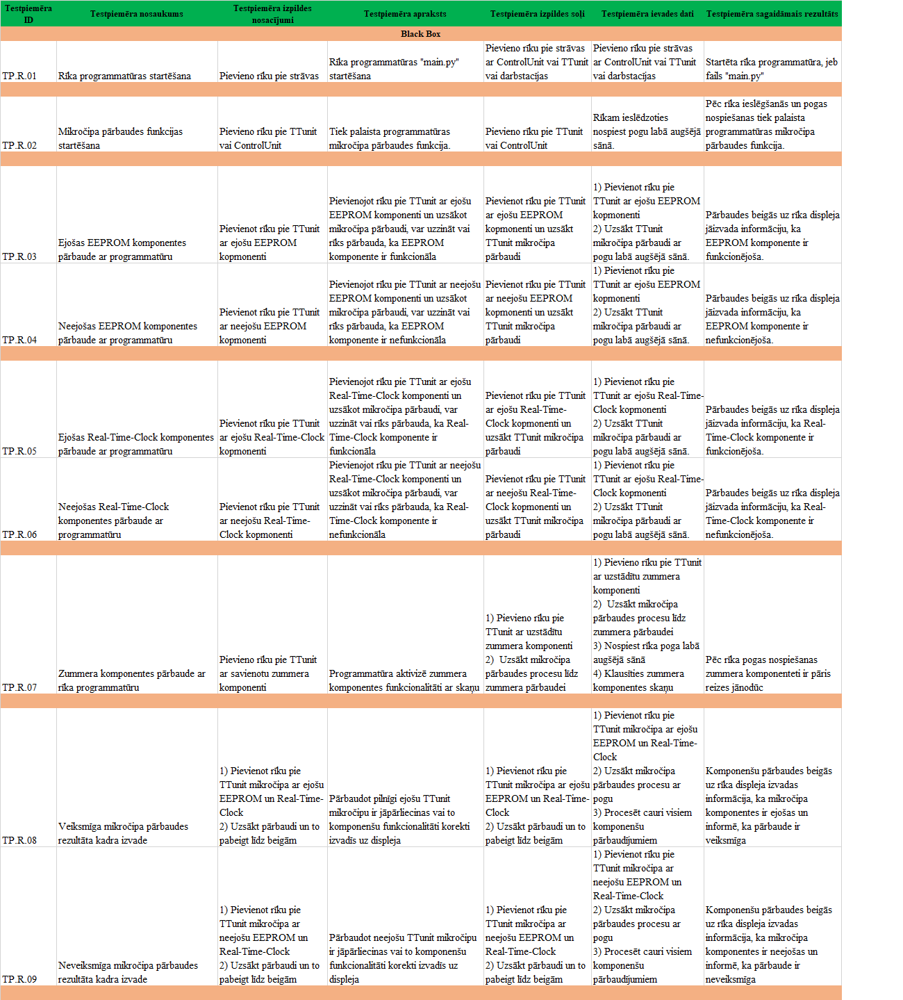 Testpiemēra
ID
Testpiemēra nosaukums
Testpiemēra izpildes
nosacījumi
Testpiemēra apraksts
Testpiemēra izpildes soļi
Testpiemēra ievades dati
Testpiemēra sagaidāmais rezultāts
Black Box
TP.R.01
Rīka programmatūras startēšana
Pievieno rīku pie strāvas
Rīka programmatūras "main.py"
startēšana
Pievieno rīku pie strāvas
ar ControlUnit vai TTunit
vai darbstacijas
Pievieno rīku pie strāvas
ar ControlUnit vai TTunit
vai darbstacijas
Startēta rīka programmatūra, jeb
fails "main.py"
TP.R.02
Mikročipa pārbaudes funkcijas
startēšana
Pievieno rīku pie TTunit
vai ControlUnit
Tiek palaista programmatūras
mikročipa pārbaudes funkcija.
Pievieno rīku pie TTunit
vai ControlUnit
Rīkam ieslēdzoties
nospiest pogu labā augšējā
sānā.
Pēc rīka ieslēgšanās un pogas
nospiešanas tiek palaista
programmatūras mikročipa
pārbaudes funkcija.
TP.R.03
Ejošas EEPROM komponentes
pārbaude ar programmatūru
Pievienot rīku pie TTunit
ar ejošu EEPROM
kopmonenti
Pievienojot rīku pie TTunit ar ejošu
EEPROM komponenti un uzsākot
mikročipa pārbaudi, var uzzināt vai
rīks pārbauda, ka EEPROM
komponente ir funkcionāla
Pievienot rīku pie TTunit
ar ejošu EEPROM
kopmonenti un uzsākt
TTunit mikročipa
pārbaudi
1) Pievienot rīku pie
TTunit ar ejošu EEPROM
kopmonenti
2) Uzsākt TTunit
mikročipa pārbaudi ar
pogu labā augšējā sānā.
Pārbaudes beigās uz rīka displeja
jāizvada informāciju, ka
EEPROM komponente ir
funkcionējoša.
TP.R.04
Neejošas EEPROM komponentes
pārbaude ar programmatūru
Pievienot rīku pie TTunit
ar neejošu EEPROM
kopmonenti
Pievienojot rīku pie TTunit ar neejošu
EEPROM komponenti un uzsākot
mikročipa pārbaudi, var uzzināt vai
rīks pārbauda, ka EEPROM
komponente ir nefunkcionāla
Pievienot rīku pie TTunit
ar neejošu EEPROM
kopmonenti un uzsākt
TTunit mikročipa
pārbaudi
1) Pievienot rīku pie
TTunit ar ejošu EEPROM
kopmonenti
2) Uzsākt TTunit
mikročipa pārbaudi ar
pogu labā augšējā sānā.
Pārbaudes beigās uz rīka displeja
jāizvada informāciju, ka
EEPROM komponente ir
nefunkcionējoša.
TP.R.05
Ejošas Real-Time-Clock komponentes
pārbaude ar programmatūru
Pievienot rīku pie TTunit
ar ejošu Real-Time-Clock
kopmonenti
Pievienojot rīku pie TTunit ar ejošu
Real-Time-Clock komponenti un
uzsākot mikročipa pārbaudi, var
uzzināt vai rīks pārbauda, ka Real-
Time-Clock komponente ir
funkcionāla
Pievienot rīku pie TTunit
ar ejošu Real-Time-
Clock kopmonenti un
uzsākt TTunit mikročipa
pārbaudi
1) Pievienot rīku pie
TTunit ar ejošu Real-Time-
Clock kopmonenti
2) Uzsākt TTunit
mikročipa pārbaudi ar
pogu labā augšējā sānā.
Pārbaudes beigās uz rīka displeja
jāizvada informāciju, ka Real-
Time-Clock komponente ir
funkcionējoša.
TP.R.06
Neejošas Real-Time-Clock
komponentes pārbaude ar
programmatūru
Pievienot rīku pie TTunit
ar neejošu Real-Time-
Clock kopmonenti
Pievienojot rīku pie TTunit ar neejošu
Real-Time-Clock komponenti un
uzsākot mikročipa pārbaudi, var
uzzināt vai rīks pārbauda, ka Real-
Time-Clock komponente ir
nefunkcionāla
Pievienot rīku pie TTunit
ar neejošu Real-Time-
Clock kopmonenti un
uzsākt TTunit mikročipa
pārbaudi
1) Pievienot rīku pie
TTunit ar ejošu Real-Time-
Clock kopmonenti
2) Uzsākt TTunit
mikročipa pārbaudi ar
pogu labā augšējā sānā.
Pārbaudes beigās uz rīka displeja
jāizvada informāciju, ka Real-
Time-Clock komponente ir
nefunkcionējoša.
TP.R.07
Zummera komponentes pārbaude ar
rīka programmatūru
Pievieno rīku pie TTunit
ar savienotu zummera
komponenti
Programmatūra aktivizē zummera
komponentes funkcionalitāti ar skaņu
1) Pievieno rīku pie
TTunit ar uzstādītu
zummera komponenti
2)  Uzsākt mikročipa
pārbaudes procesu līdz
zummera pārbaudei
1) Pievieno rīku pie TTunit
ar uzstādītu zummera
komponenti
2)  Uzsākt mikročipa
pārbaudes procesu līdz
zummera pārbaudei
3) Nospiest rīka poga labā
augšējā sānā
4) Klausīties zummera
komponentes skaņu
Pēc rīka pogas nospiešanas
zummera komponenteti ir pāris
reizes jānodūc
TP.R.08
Veiksmīga mikročipa pārbaudes
rezultāta kadra izvade
1) Pievienot rīku pie
TTunit mikročipa ar ejošu
EEPROM un Real-Time-
Clock
2) Uzsākt pārbaudi un to
pabeigt līdz beigām
Pārbaudot pilnīgi ejošu TTunit
mikročipu ir jāpārliecinas vai to
komponenšu funkcionalitāti korekti
izvadīs uz displeja
1) Pievienot rīku pie
TTunit mikročipa ar ejošu
EEPROM un Real-Time-
Clock
2) Uzsākt pārbaudi un to
pabeigt līdz beigām
1) Pievienot rīku pie
TTunit mikročipa ar ejošu
EEPROM un Real-Time-
Clock
2) Uzsākt mikročipa
pārbaudes procesu ar
pogu
3) Procesēt cauri visiem
komponenšu
pārbaudījumiem
Komponenšu pārbaudes beigās
uz rīka displeja izvadas
informācija, ka mikročipa
komponentes ir ejošas un
informē, ka pārbaude ir
veiksmīga
TP.R.09
Neveiksmīga mikročipa pārbaudes
rezultāta kadra izvade
1) Pievienot rīku pie
TTunit mikročipa ar
neejošu EEPROM un
Real-Time-Clock
2) Uzsākt pārbaudi un to
pabeigt līdz beigām
Pārbaudot neejošu TTunit mikročipu
ir jāpārliecinas vai to komponenšu
funkcionalitāti korekti izvadīs uz
displeja
1) Pievienot rīku pie
TTunit mikročipa ar
neejošu EEPROM un
Real-Time-Clock
2) Uzsākt pārbaudi un to
pabeigt līdz beigām
1) Pievienot rīku pie
TTunit mikročipa ar
neejošu EEPROM un
Real-Time-Clock
2) Uzsākt mikročipa
pārbaudes procesu ar
pogu
3) Procesēt cauri visiem
komponenšu
pārbaudījumiem
Komponenšu pārbaudes beigās
uz rīka displeja izvadas
informācija, ka mikročipa
komponentes ir neejošas un
informē, ka pārbaude ir
neveiksmīga